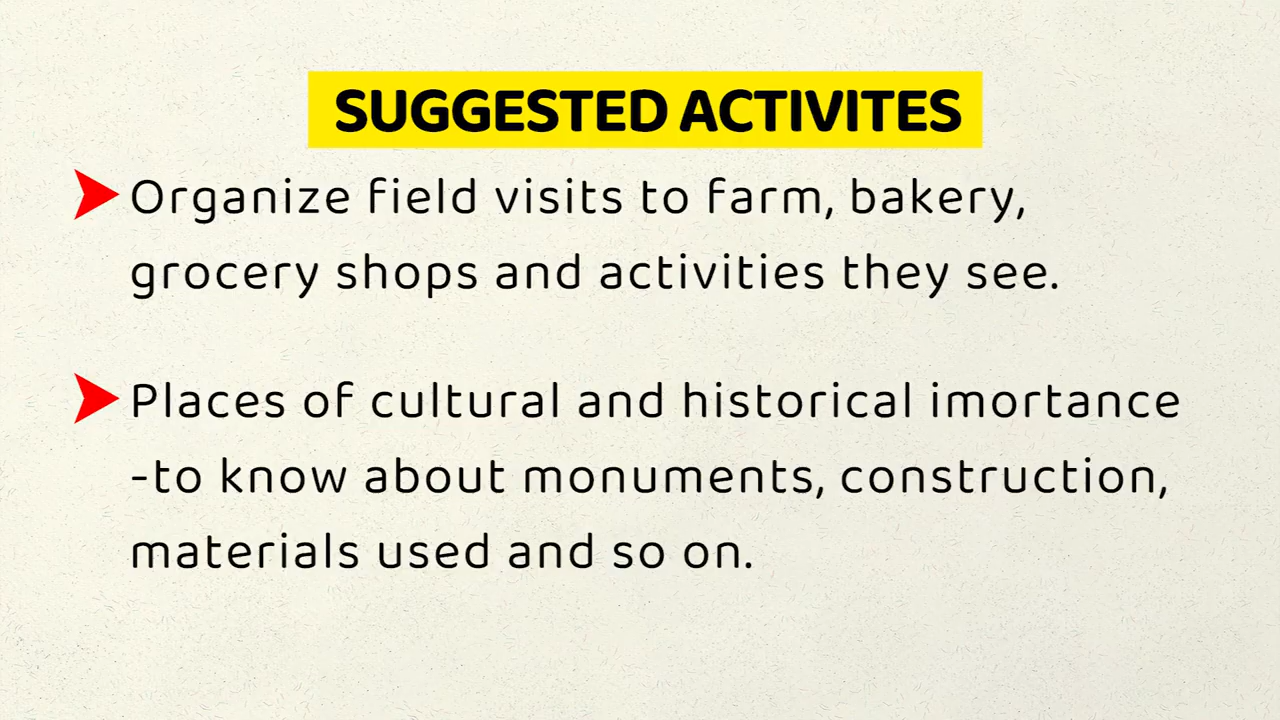 SUGGESTED ACTIVITES
Organize field visits to farm, bakery,
grocery shops and activities they see.
Places of cultural and historical imortance
-to know about monuments, construction,
materials used and so on.